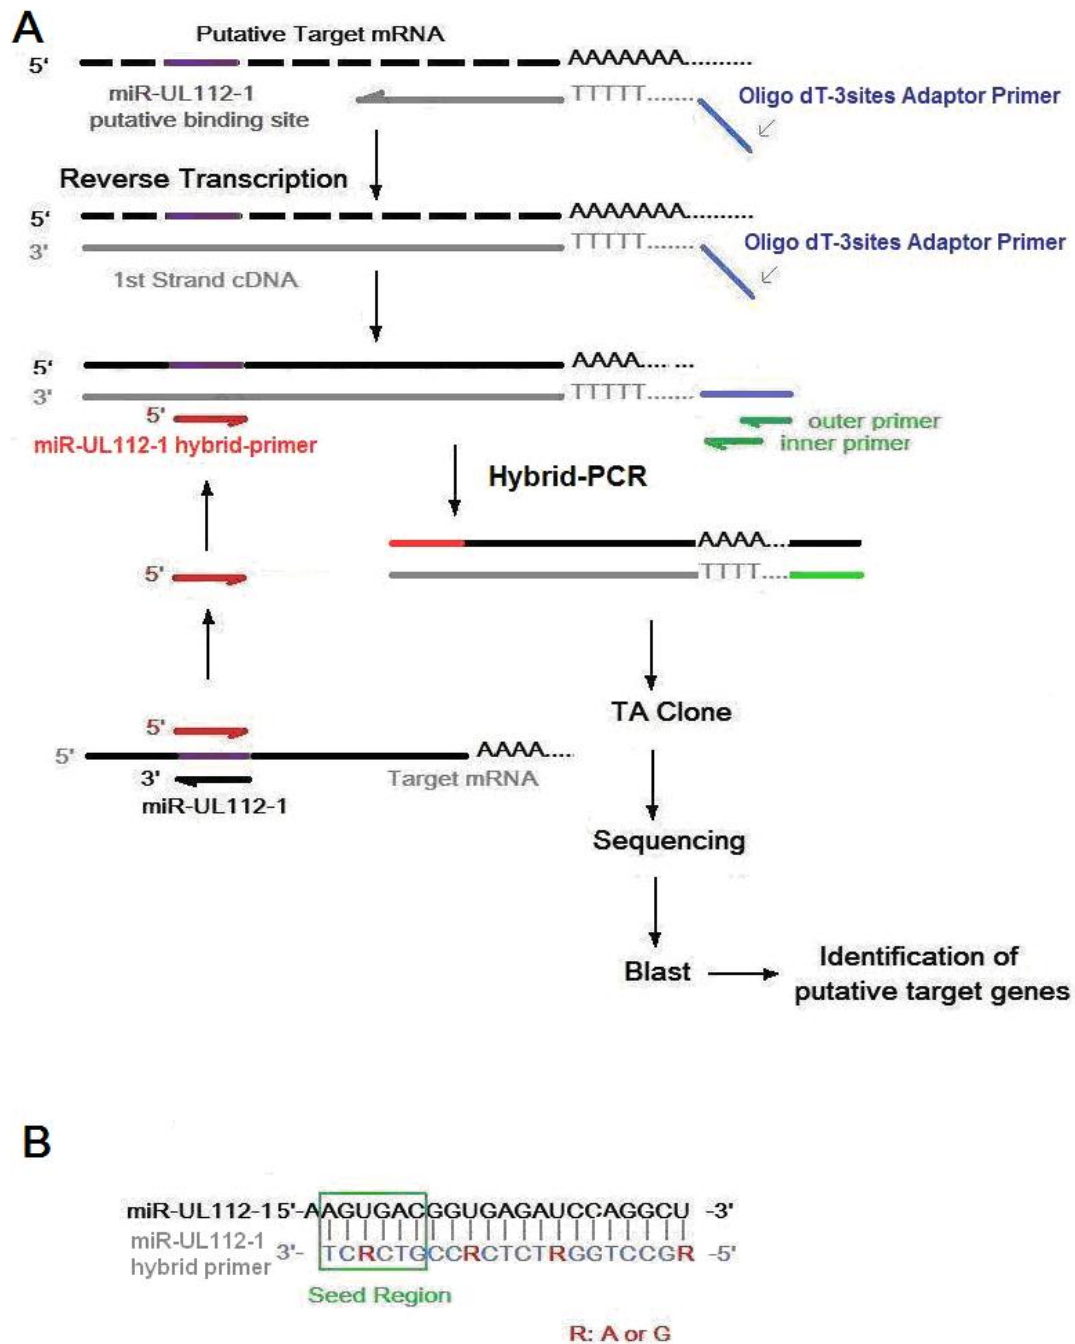 A
Putative Target mRNA
5' AAAAAAA..........
miR-UL112-1
putative binding site
TTTTT.......
Oligo dT-3sites Adaptor Primer
Reverse Transcription
5' AAAAAAA..........
3' TTTTT.......
Oligo dT-3sites Adaptor Primer
1st Strand cDNA
5' AAAA.... ...
3' TTTTT.......
5'
miR-UL112-1 hybrid-primer
outer primer
inner primer
Hybrid-PCR
AAAA....
5' TTTT....
5'
TA Clone
5' AAAA....
3' Target mRNA
miR-UL112-1
Sequencing
Blast
Identification of
putative target genes
B
miR-UL112-1 5'-AAGUGACGGUGAGAUCCAGGCU -3'
miR-UL112-1
hybrid primer
3'- TCRCTGCCRCTCTRGGTCCGR -5'
Seed Region
R: A or G